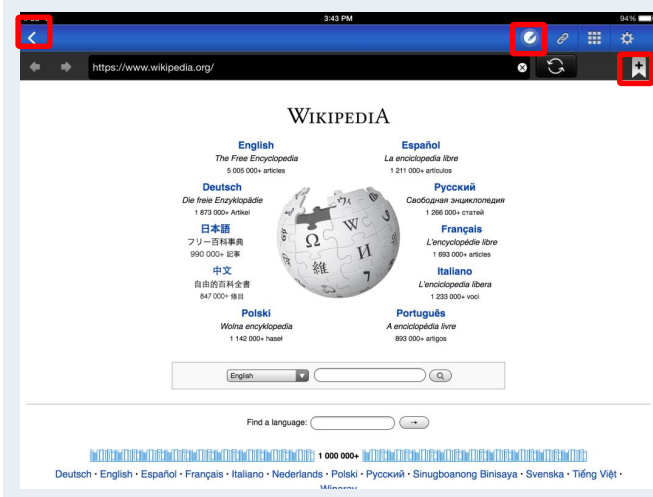 3:43 PM
94%
https://www.wikipedia.org/
WIKIPEDIA
English
The Free Encyclopedia
5 005 000+ articles
Español
La enciclopedia libre
1 211 000+ artículos
Deutsch
Die freie Enzyklopädie
1 873 000+ Artikel
Русский
Свободная энциклопедия
1 266 000+ статей
日本語
フリー百科事典
990 000+ 記事
Français
L'encyclopédie libre
1 693 000+ articles
中文
自由的百科全書
847 000+ 條目
Italiano
L'enciclopedia libera
1 233 000+ voci
Polski
Wolna encyklopedia
1 142 000+ haseł
Português
A enciclopédia livre
893 000+ artigos
Ω W И 維 7
English
Find a language:
1 000 000+
Deutsch · English · Español · Français · Italiano · Nederlands · Polski · Русский · Sinugboanong Binisaya · Svenska · Tiếng Việt ·